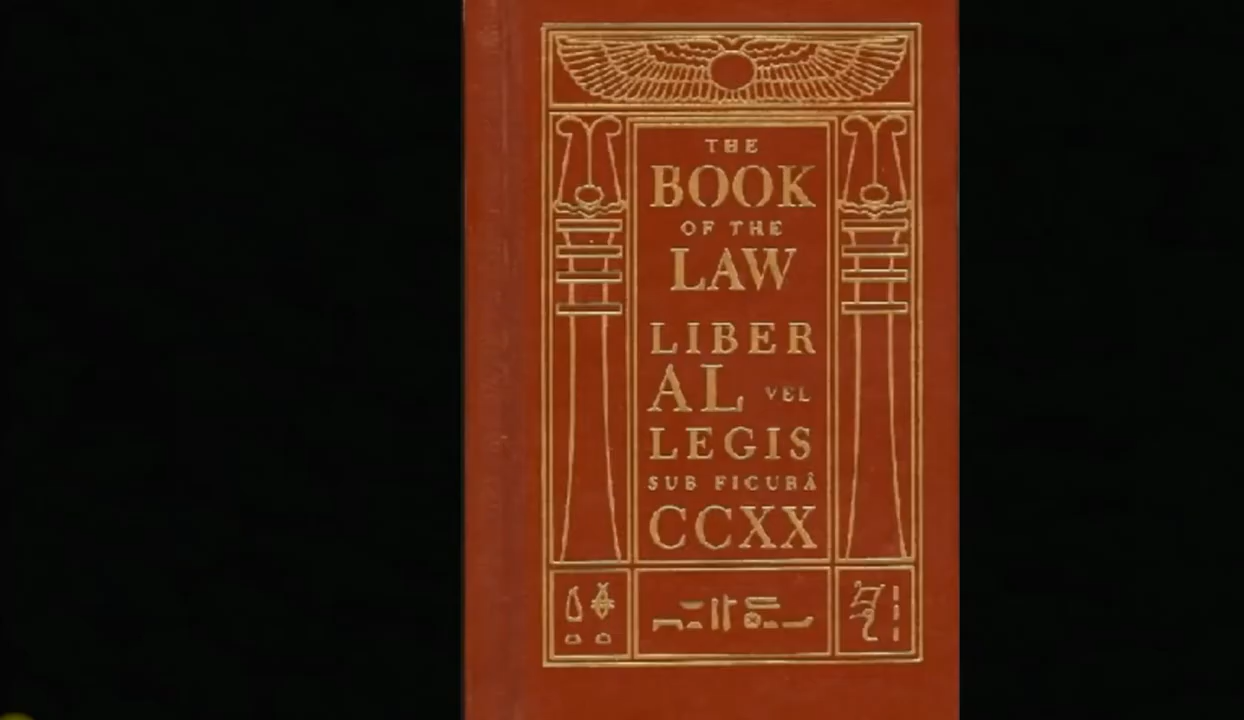 THE
BOOK
OF THE
LAW
LIBER
AL VEL
LEGIS
SUB FIGURÂ
CCXX